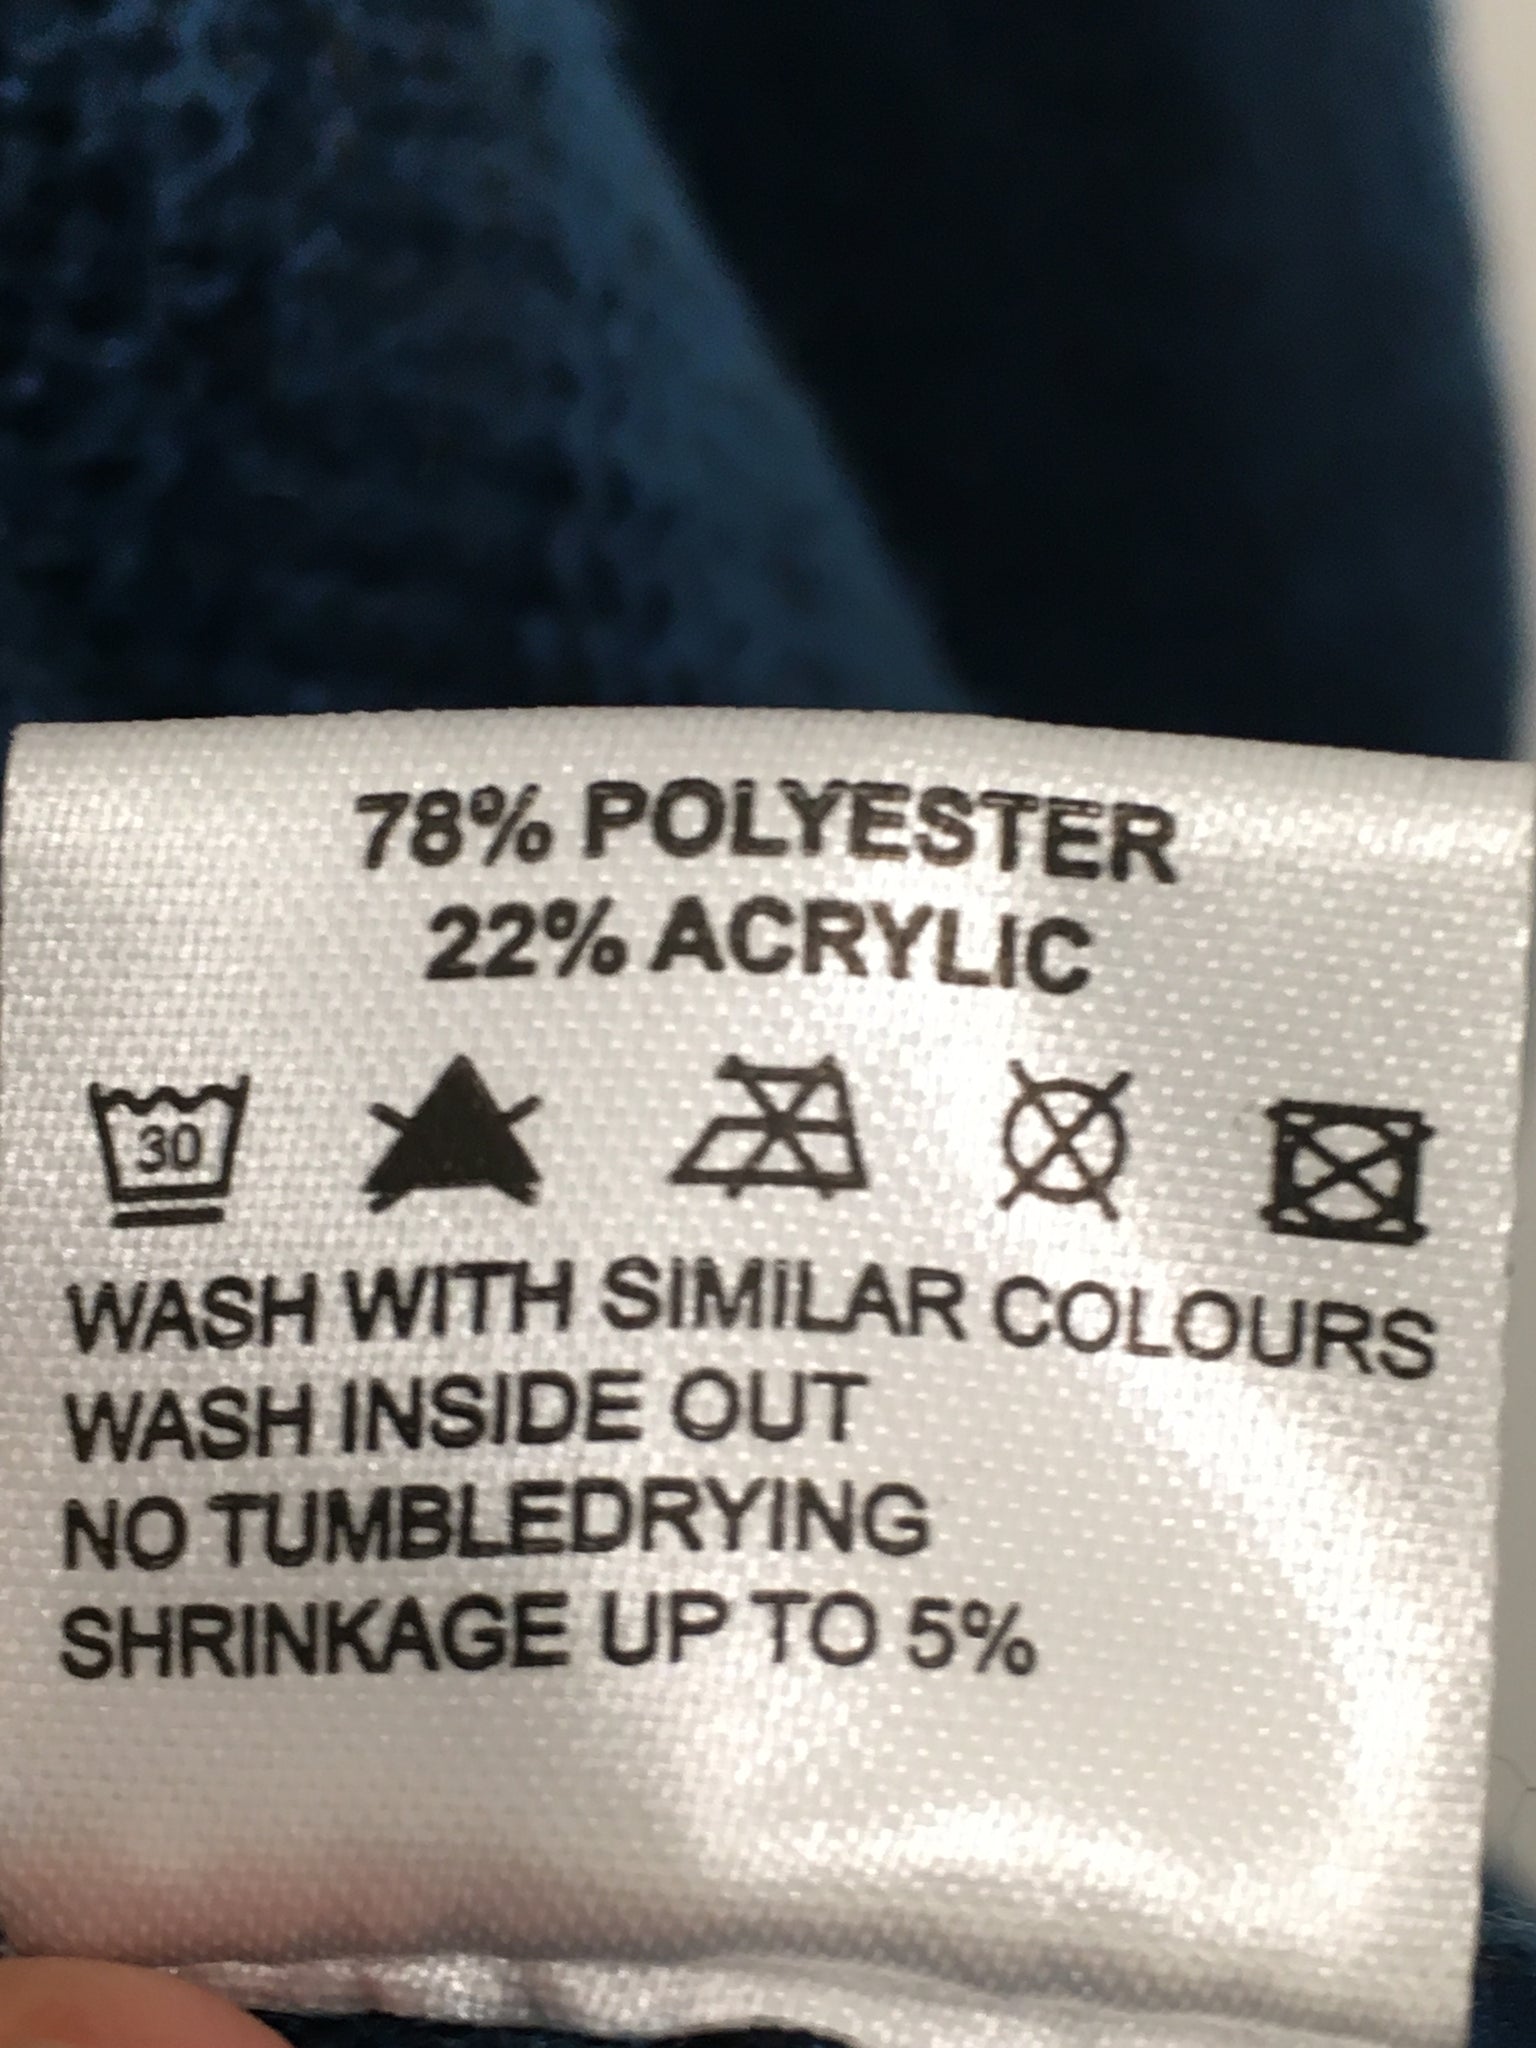 78% POLYESTER
22% ACRYLIC
30
WASH WITH SIMILAR COLOURS
WASH INSIDE OUT
NO TUMBLEDRYING
SHRINKAGE UP TO 5%